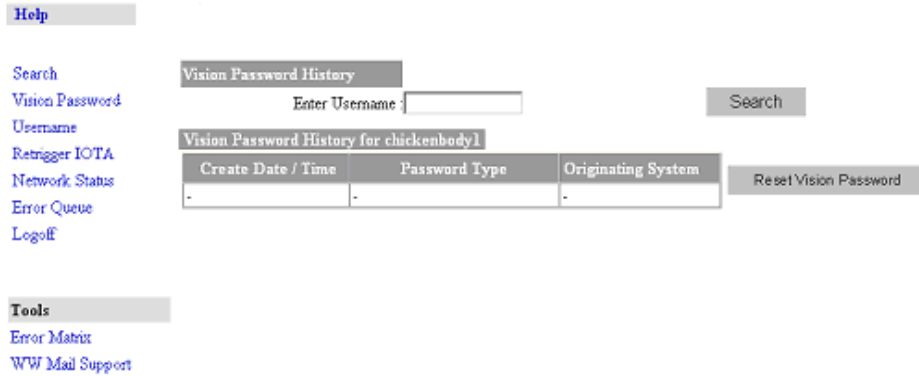 Help
Search
Vision Password
Username
Retrigger IOTA
Network Status
Error Queue
Logoff
Tools
Error Matrix
WW Mail Support
Vision Password History
Enter Username :
Search
Vision Password History for chickenbody1
Create Date / Time Password Type Originating System
- - -
Reset Vision Password